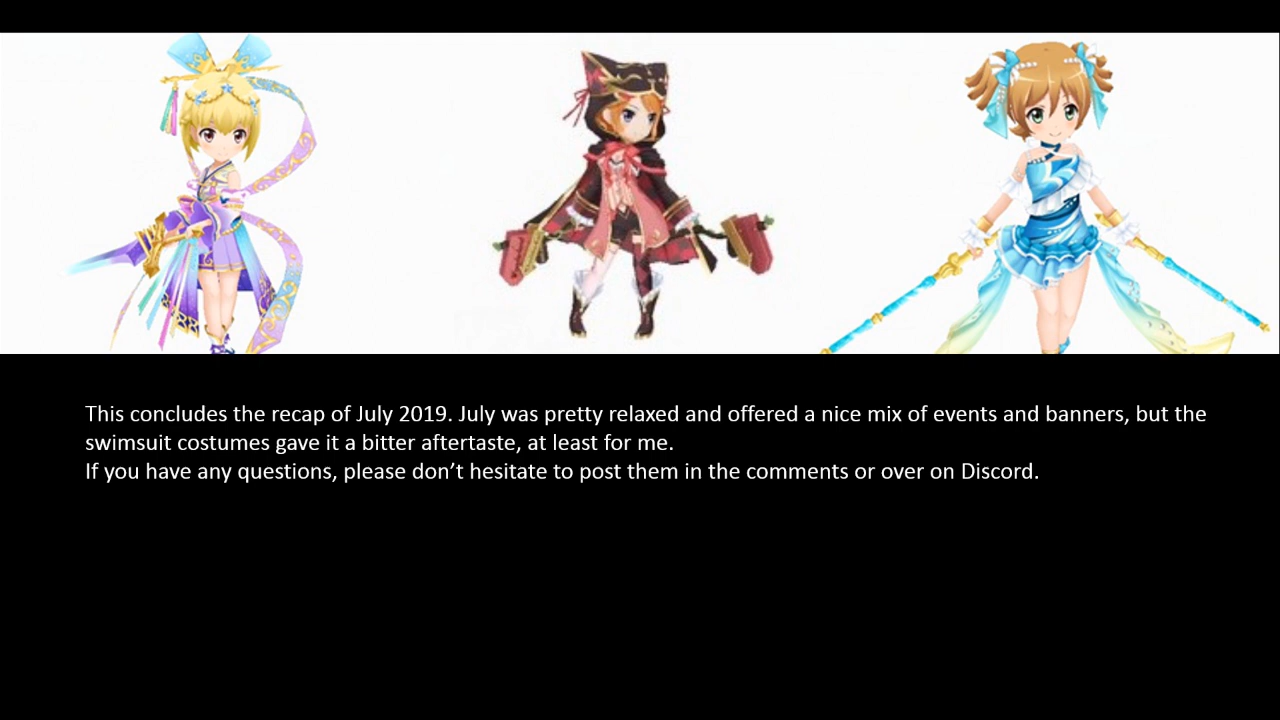 This concludes the recap of July 2019. July was pretty relaxed and offered a nice mix of events and banners, but the
swimsuit costumes gave it a bitter aftertaste, at least for me.
If you have any questions, please don’t hesitate to post them in the comments or over on Discord.